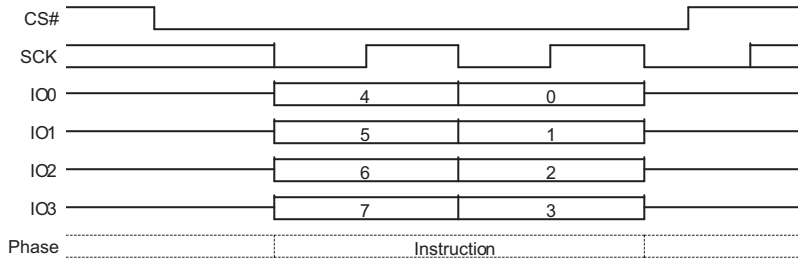 CS#
SCK
IO0 4 0
IO1 5 1
IO2 6 2
IO3 7 3
Phase Instruction